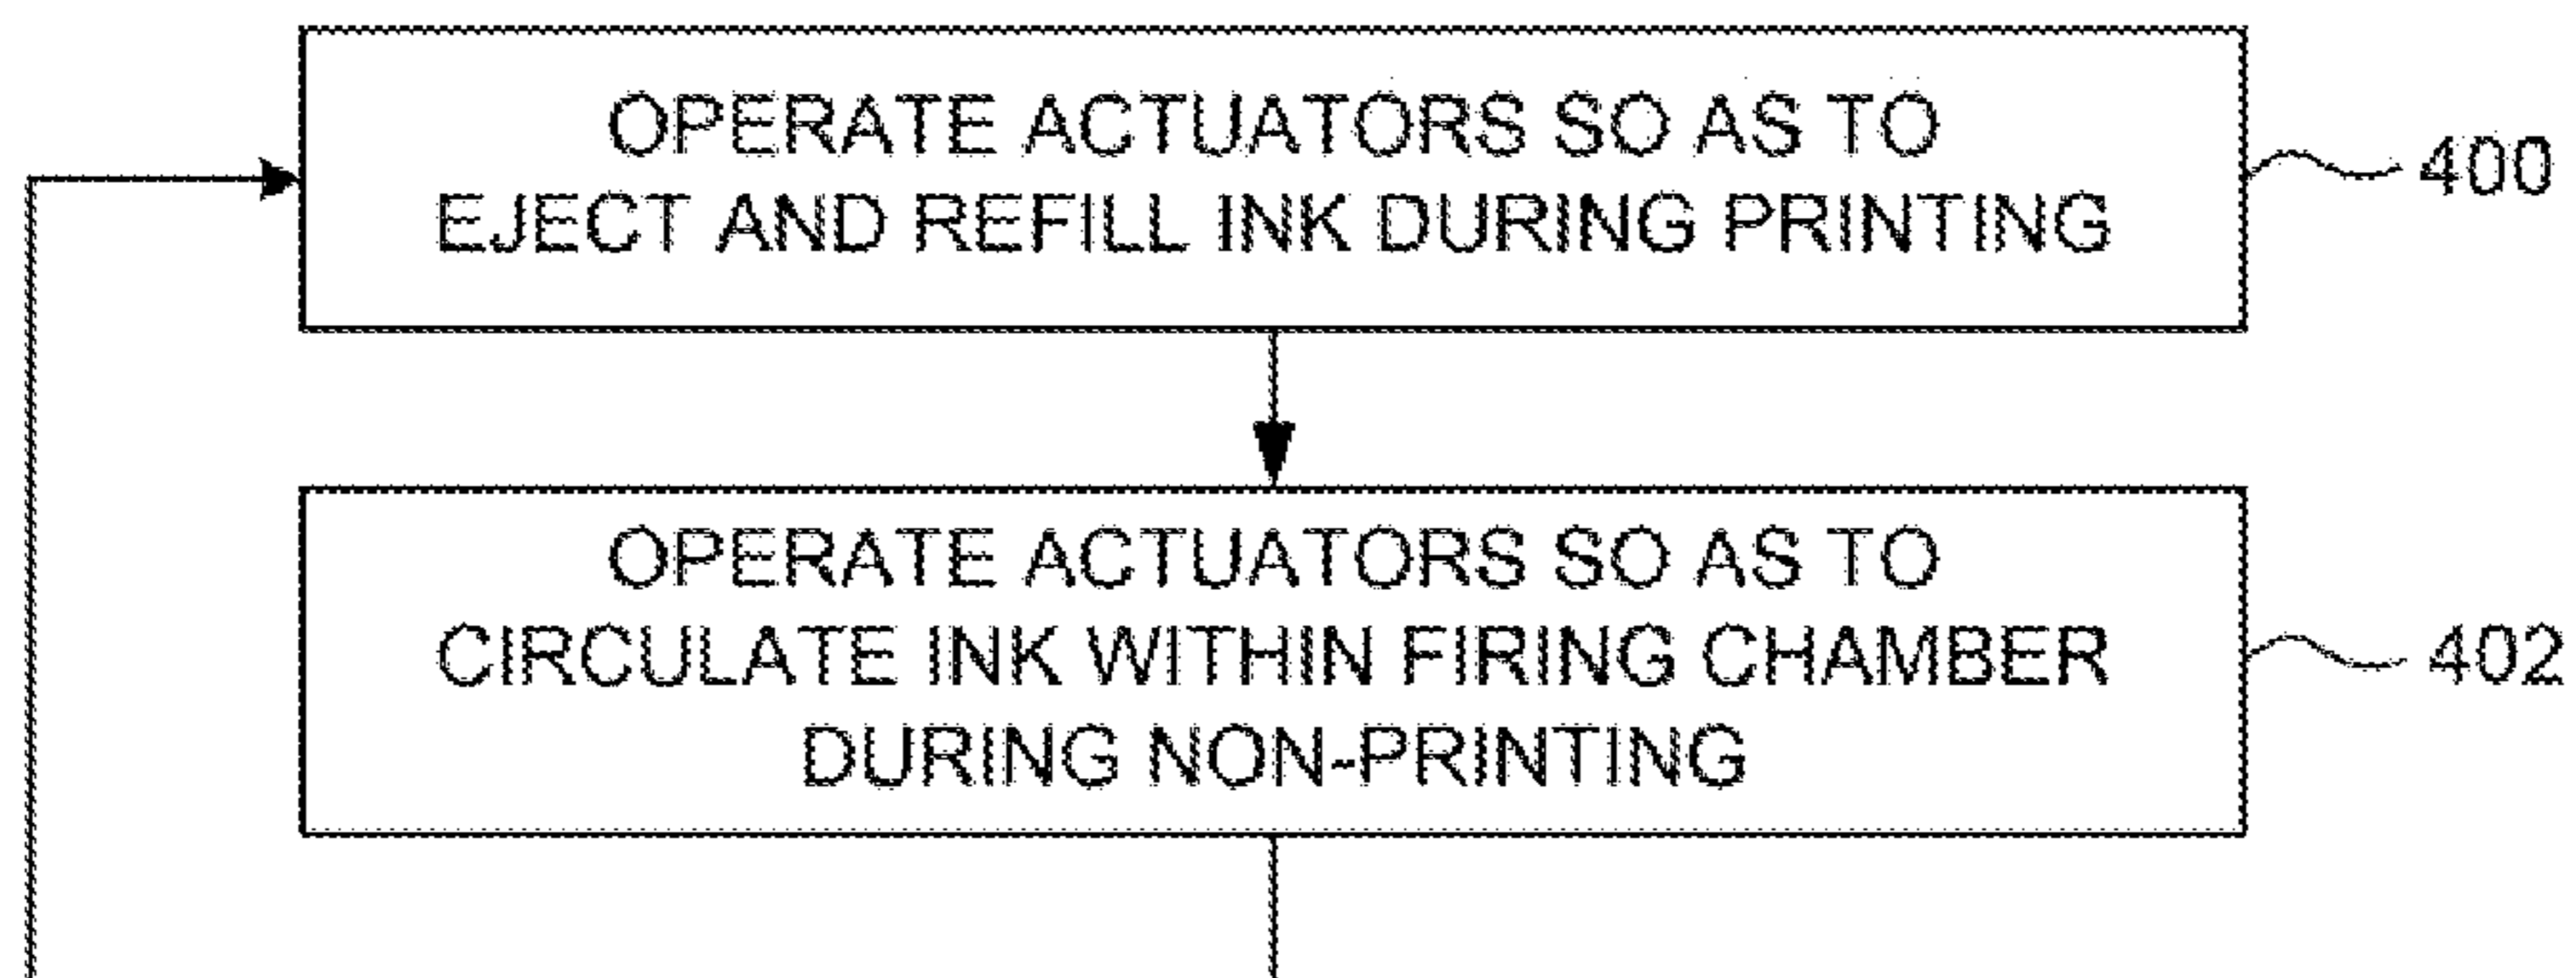 OPERATE ACTUATORS SO AS TO
EJECT AND REFILL INK DURING PRINTING
400
OPERATE ACTUATORS SO AS TO
CIRCULATE INK WITHIN FIRING CHAMBER
DURING NON-PRINTING
402